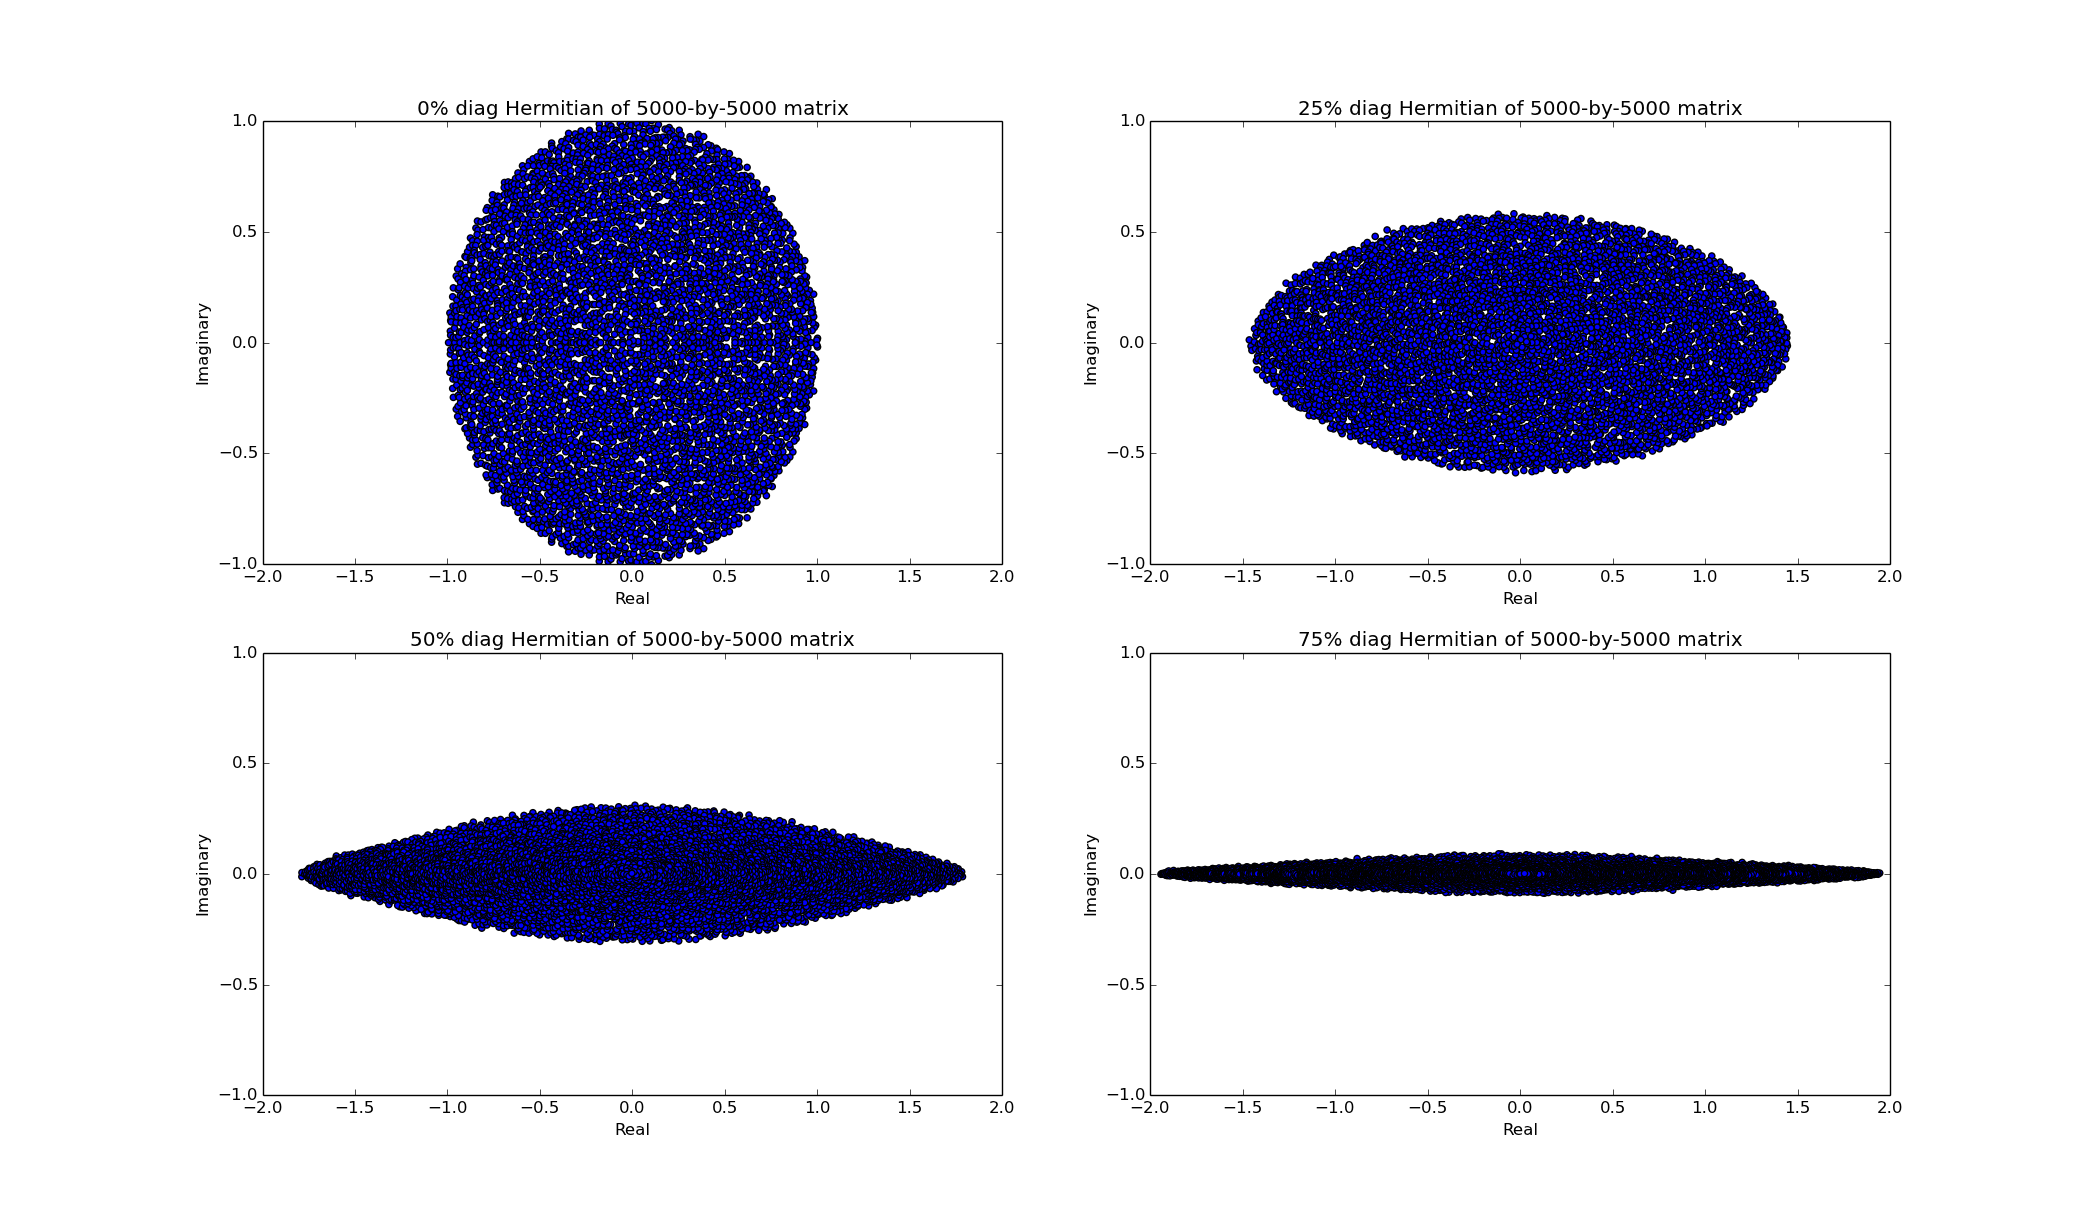 0% diag Hermitian of 5000-by-5000 matrix
1.0
0.5
0.0
−0.5
−1.0
Imaginary
−2.0 −1.5 −1.0 −0.5 0.0 0.5 1.0 1.5 2.0
Real
25% diag Hermitian of 5000-by-5000 matrix
1.0
0.5
0.0
−0.5
−1.0
Imaginary
−2.0 −1.5 −1.0 −0.5 0.0 0.5 1.0 1.5 2.0
Real
50% diag Hermitian of 5000-by-5000 matrix
1.0
0.5
0.0
−0.5
−1.0
Imaginary
−2.0 −1.5 −1.0 −0.5 0.0 0.5 1.0 1.5 2.0
Real
75% diag Hermitian of 5000-by-5000 matrix
1.0
0.5
0.0
−0.5
−1.0
Imaginary
−2.0 −1.5 −1.0 −0.5 0.0 0.5 1.0 1.5 2.0
Real